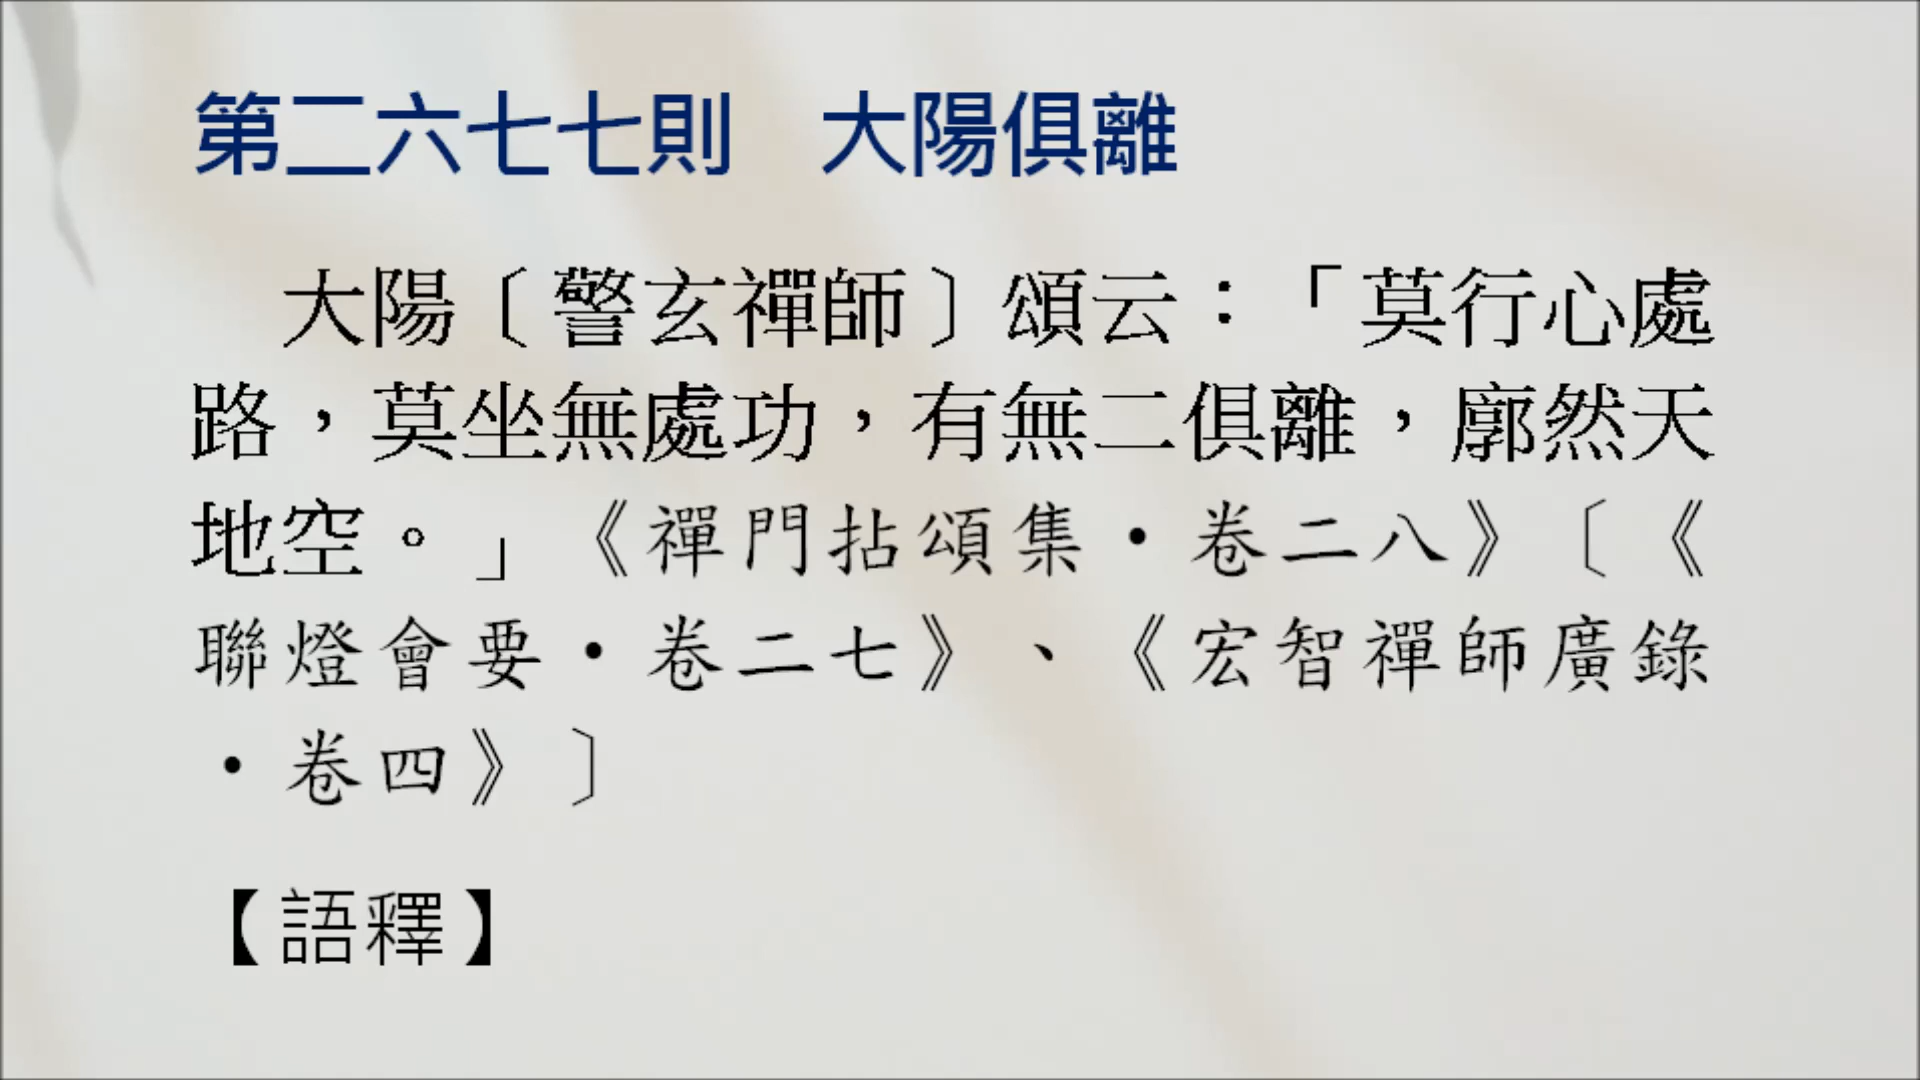 第二六七七則　大陽俱離
大陽〔警玄禪師〕頌云：「莫行心處
路，莫坐無處功，有無二俱離，廓然天
地空。」《禪門拈頌集·卷二八》〔《
聯燈會要·卷二七》、《宏智禪師廣錄
·卷四》〕
【語釋】